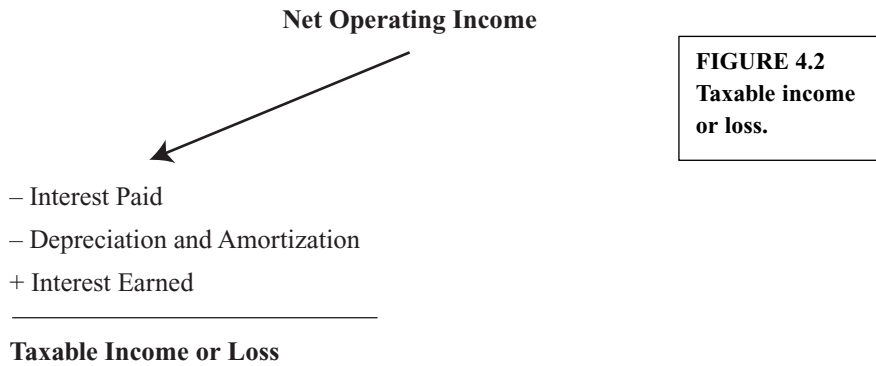 Net Operating Income
FIGURE 4.2
Taxable income
or loss.
– Interest Paid
– Depreciation and Amortization
+ Interest Earned
Taxable Income or Loss